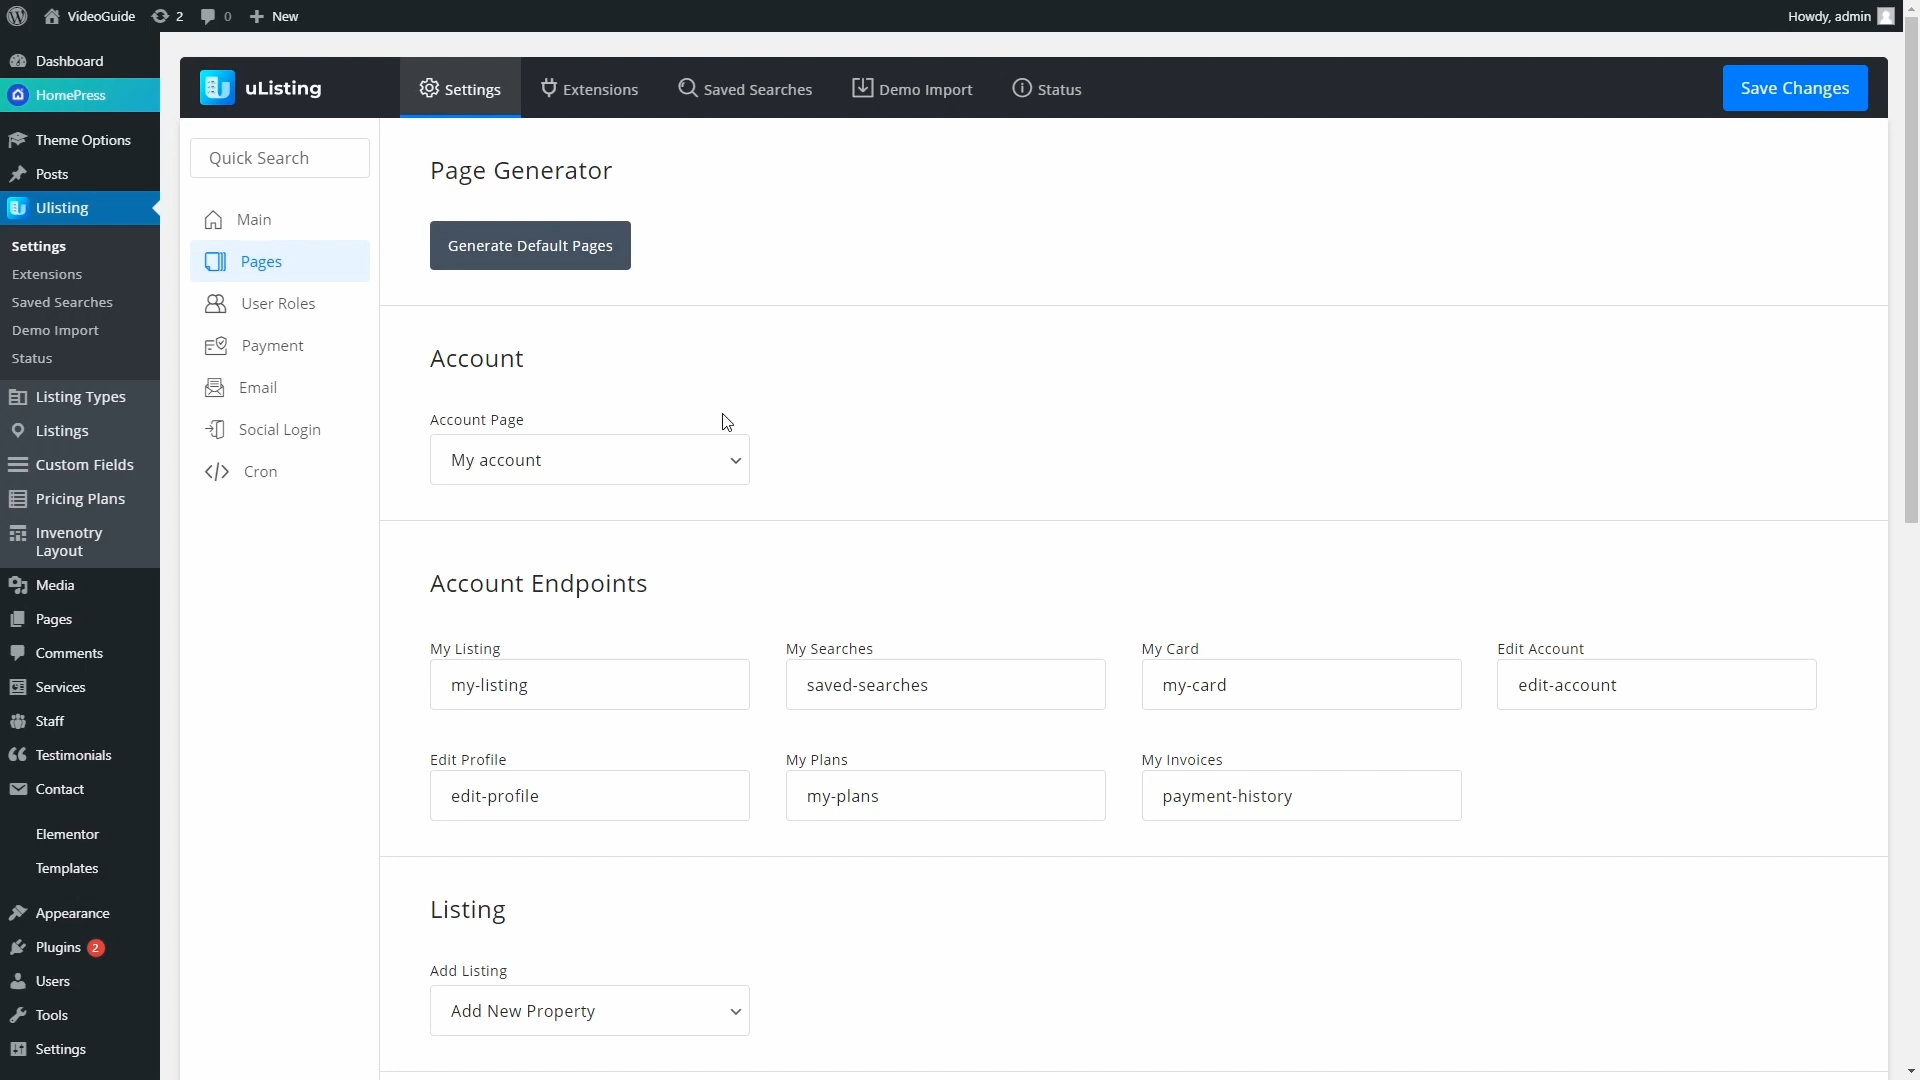 VideoGuide
2
0
New
Howdy, admin
Dashboard
HomePress
Theme Options
Posts
Ulisting
Settings
Extensions
Saved Searches
Demo Import
Status
Listing Types
Listings
Custom Fields
Pricing Plans
Invenotry
Layout
Media
Pages
Comments
Services
Staff
Testimonials
Contact
Elementor
Templates
Appearance
Plugins 2
Users
Tools
Settings
uListing
Settings
Extensions
Saved Searches
Demo Import
Status
Save Changes
Quick Search
Main
Pages
User Roles
Payment
Email
Social Login
Cron
Page Generator
Generate Default Pages
Account
Account Page
My account
Account Endpoints
My Listing
my-listing
My Searches
saved-searches
My Card
my-card
Edit Account
edit-account
Edit Profile
edit-profile
My Plans
my-plans
My Invoices
payment-history
Listing
Add Listing
Add New Property